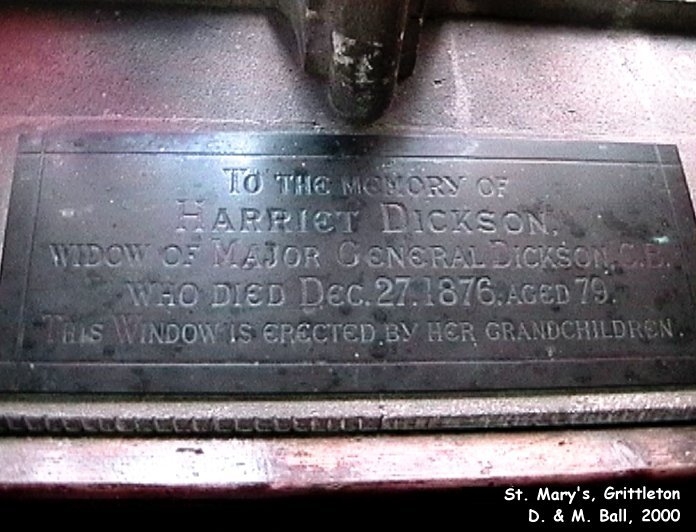 To the memory of
Harriet Dickson,
widow of Major General Dickson, C.B.
who died Dec. 27. 1876. aged 79.
This Window is erected by her grandchildren.
St. Mary's, Grittleton
D. & M. Ball, 2000